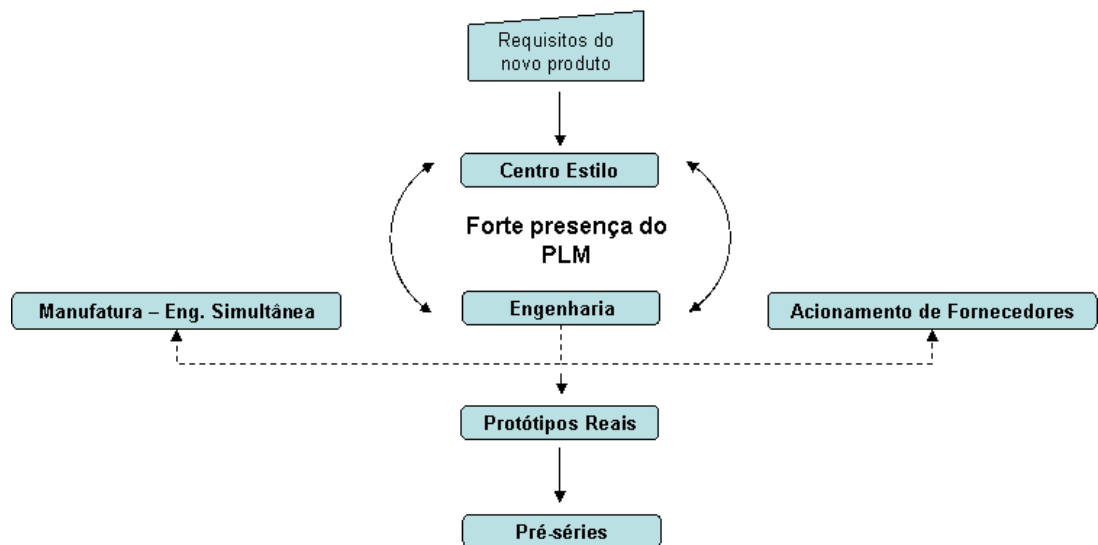 Requisitos do
novo produto
Centro Estilo
Forte presença do
PLM
Manufatura – Eng. Simultânea
Engenharia
Acionamento de Fornecedores
Protótipos Reais
Pré-séries